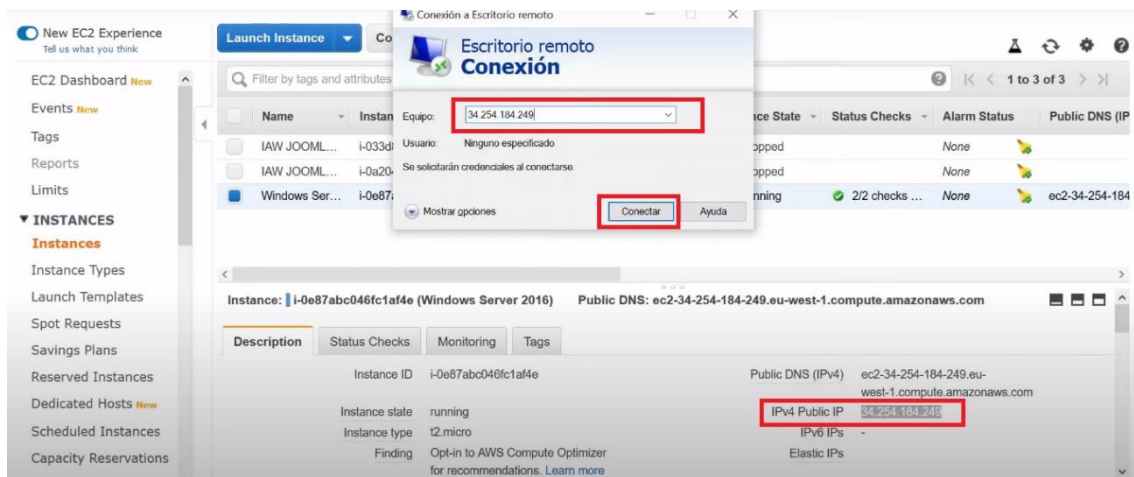 New EC2 Experience
Tell us what you think
EC2 Dashboard New
Events New
Tags
Reports
Limits
INSTANCES
Instances
Instance Types
Launch Templates
Spot Requests
Savings Plans
Reserved Instances
Dedicated Hosts New
Scheduled Instances
Capacity Reservations
Launch Instance Co
Filter by tags and attributes
1 to 3 of 3
Name Instan ce State Status Checks Alarm Status Public DNS (IP
IAW JOOML... i-033d opped None
IAW JOOML... i-0a20 opped None
Windows Ser... i-0e87 nning 2/2 checks ... None ec2-34-254-184
Conexión a Escritorio remoto
Escritorio remoto
Conexión
Equipo: 34.254.184.249
Usuario: Ninguno especificado
Se solicitarán credenciales al conectarse.
Mostrar opciones Conectar Ayuda
Instance: i-0e87abc046fc1af4e (Windows Server 2016) Public DNS: ec2-34-254-184-249.eu-west-1.compute.amazonaws.com
Description Status Checks Monitoring Tags
Instance ID i-0e87abc046fc1af4e Public DNS (IPv4) ec2-34-254-184-249.eu-
west-1.compute.amazonaws.com
Instance state running IPv4 Public IP 34.254.184.249
Instance type t2.micro IPv6 IPs -
Finding Opt-in to AWS Compute Optimizer Elastic IPs
for recommendations. Learn more